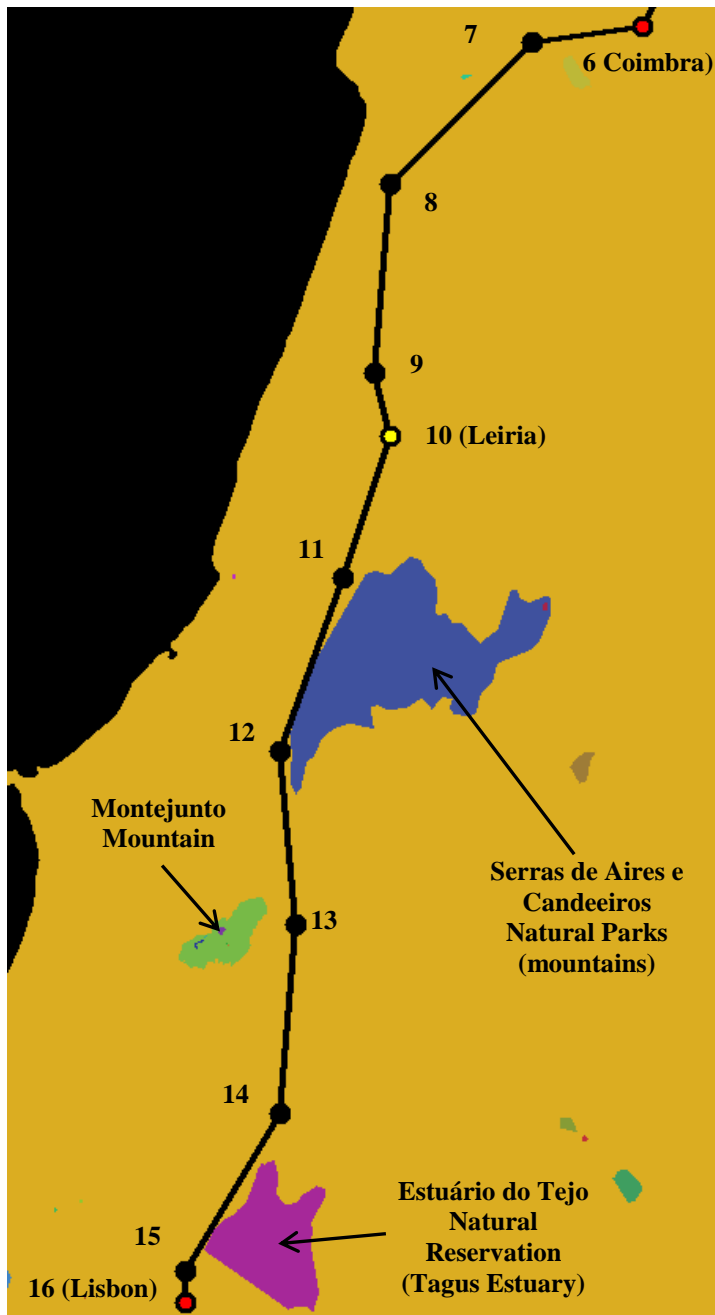 7
6 Coimbra)
8
9
10 (Leiria)
11
12
Montejunto
Mountain
13
Serras de Aires e
Candeeiros
Natural Parks
(mountains)
14
Estuário do Tejo
Natural
Reservation
(Tagus Estuary)
15
16 (Lisbon)